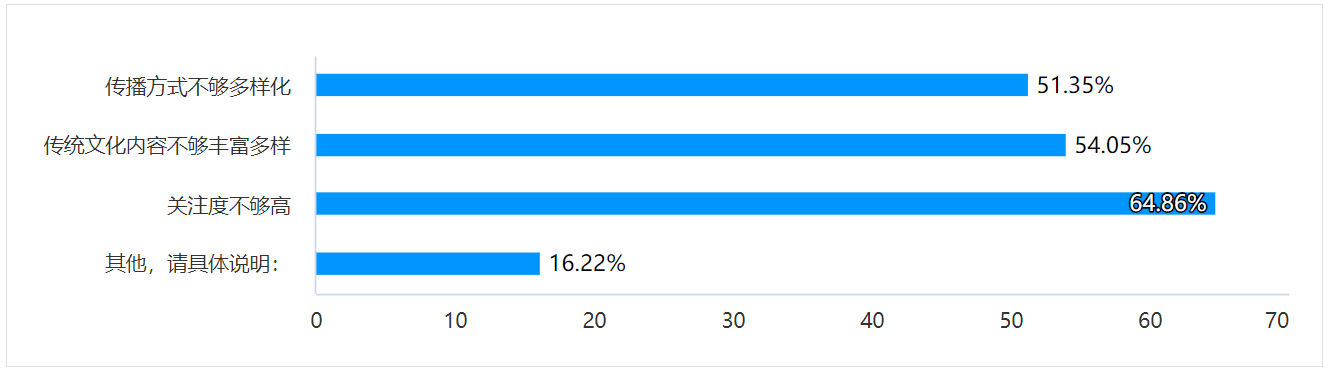 传播方式不够多样化 51.35%
传统文化内容不够丰富多样 54.05%
关注度不够高 64.86%
其他，请具体说明： 16.22%
0 10 20 30 40 50 60 70